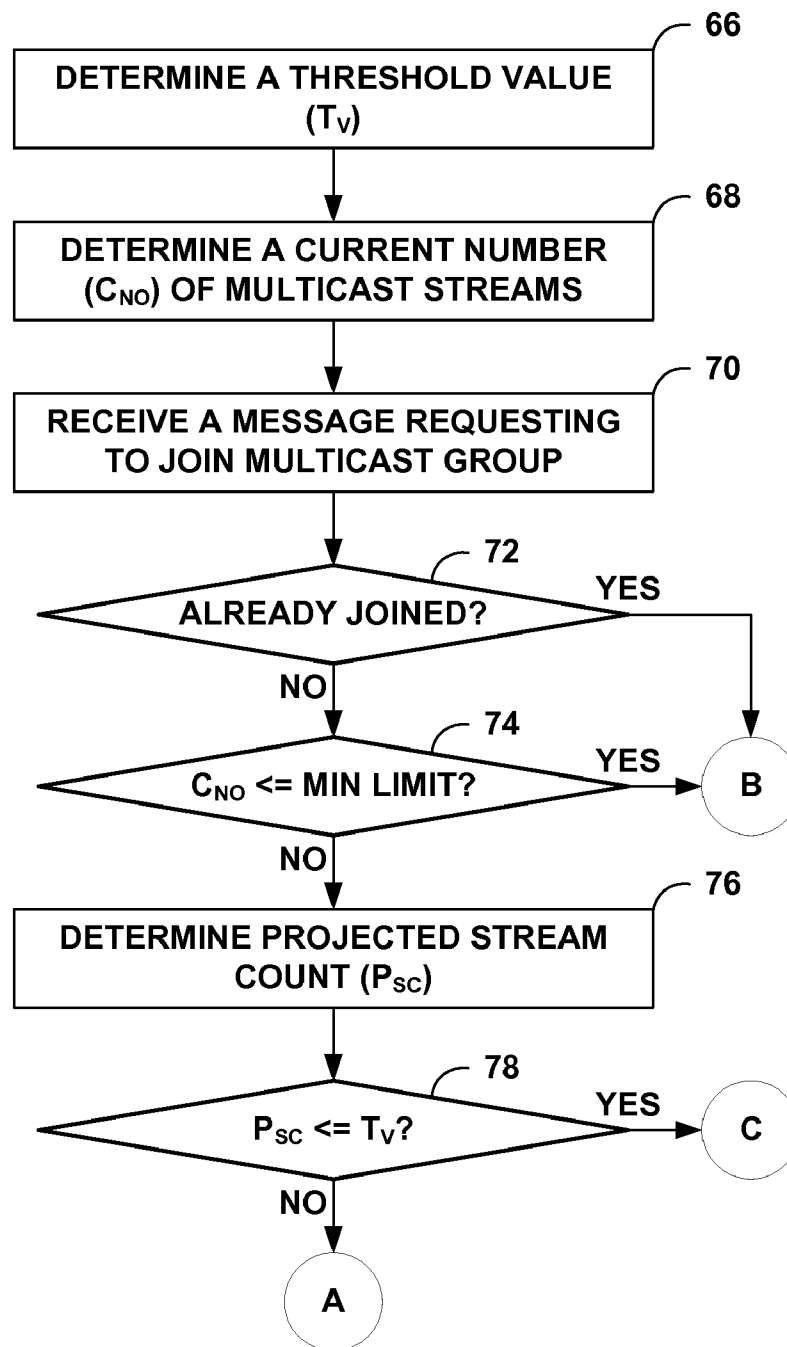 66
DETERMINE A THRESHOLD VALUE
(TV)
68
DETERMINE A CURRENT NUMBER
(CNO) OF MULTICAST STREAMS
70
RECEIVE A MESSAGE REQUESTING
TO JOIN MULTICAST GROUP
72
ALREADY JOINED?
YES
NO
74
CNO <= MIN LIMIT?
YES
B
NO
76
DETERMINE PROJECTED STREAM
COUNT (PSC)
78
PSC <= TV?
YES
C
NO
A